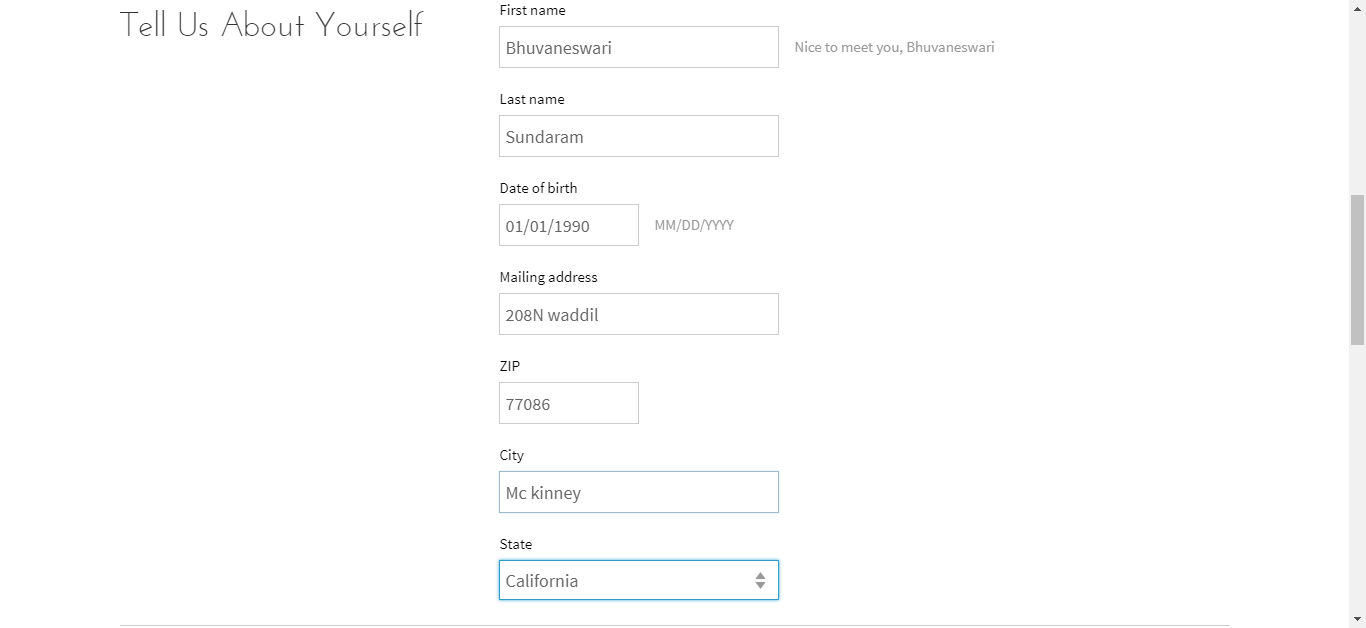 Tell Us About Yourself
First name
Bhuvaneswari
Nice to meet you, Bhuvaneswari
Last name
Sundaram
Date of birth
01/01/1990
MM/DD/YYYY
Mailing address
208N waddil
ZIP
77086
City
Mc kinney
State
California